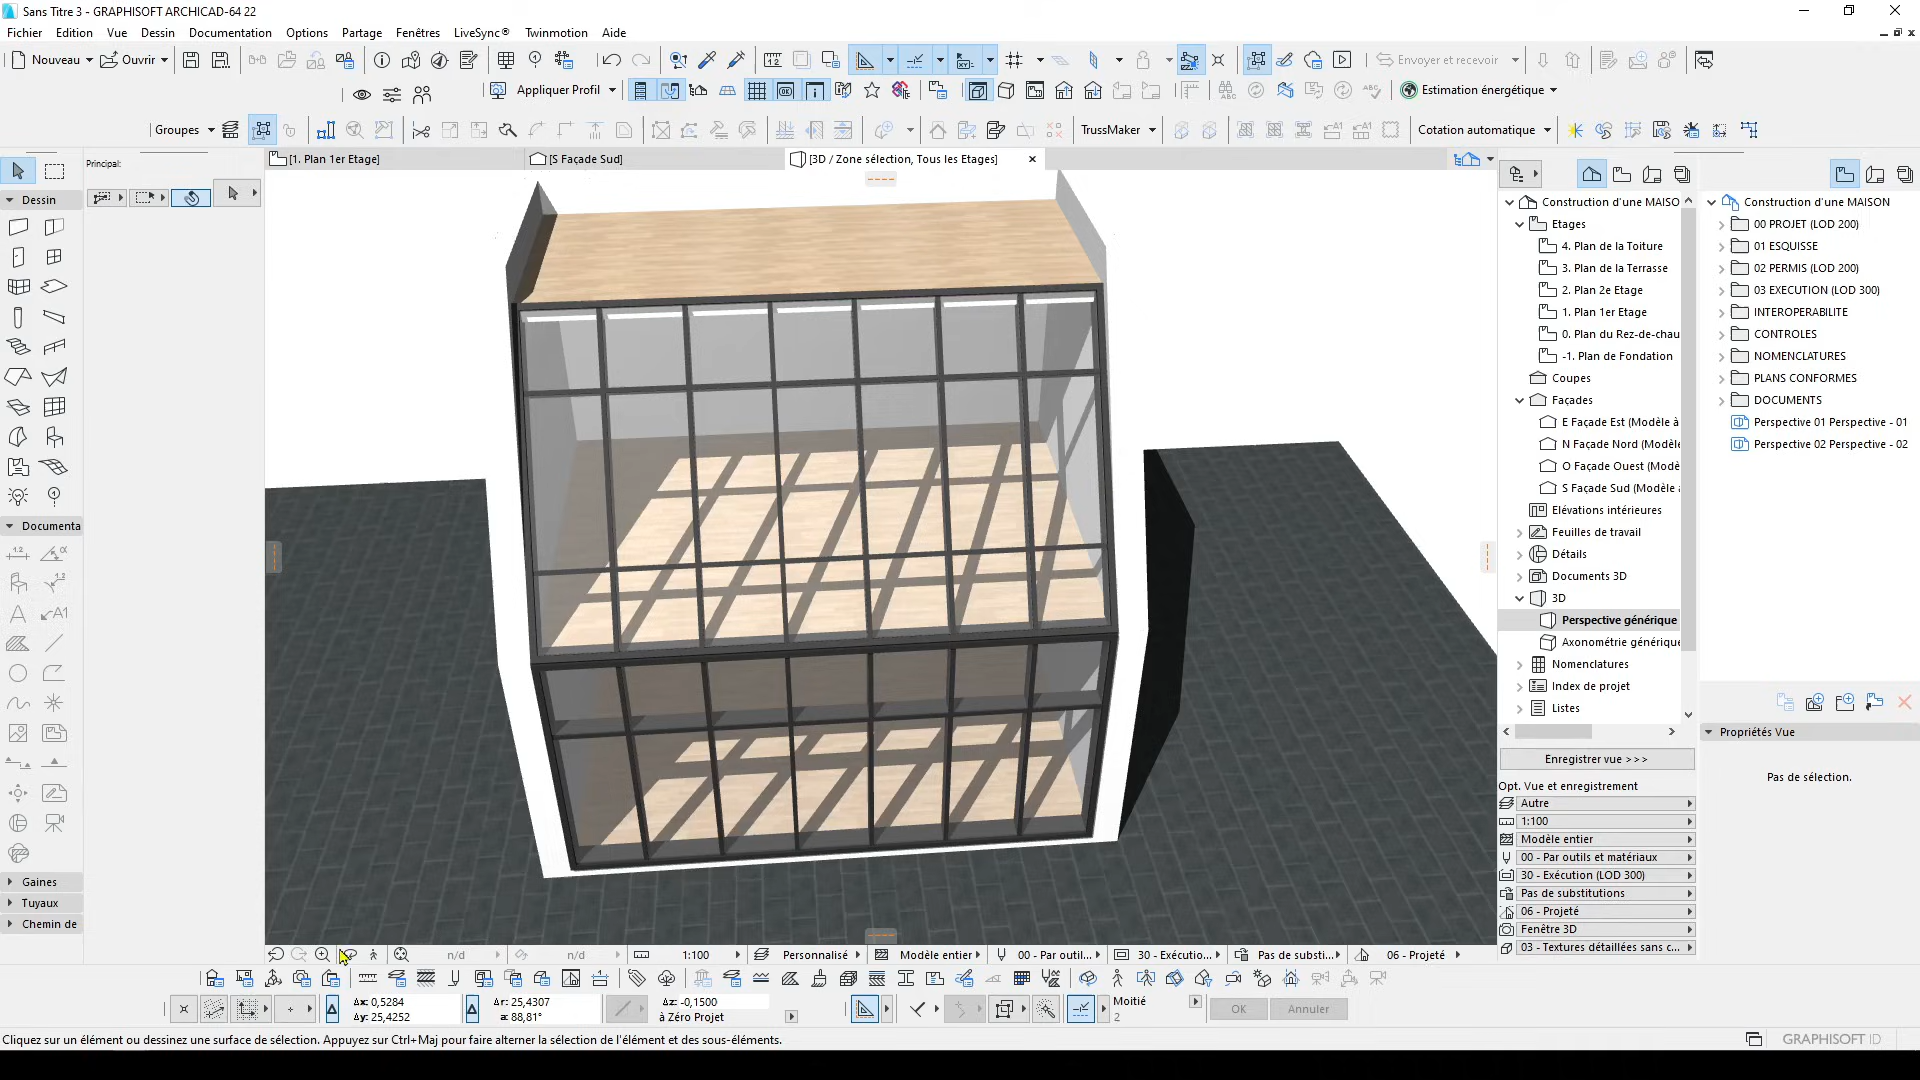 Sans Titre 3 - GRAPHISOFT ARCHICAD-64 22
Fichier Edition Vue Dessin Documentation Options Partage Fenêtres LiveSync® Twinmotion Aide
Nouveau Ouvrir Envoyer et recevoir
Appliquer Profil Estimation énergétique
Groupes TrussMaker Cotation automatique
Principal:
[1. Plan 1er Etage] [S Façade Sud] [3D / Zone sélection, Tous les Etages]
Dessin
Documenta
Gaines
Tuyaux
Chemin de
Construction d'une MAISO
Etages
4. Plan de la Toiture
3. Plan de la Terrasse
2. Plan 2e Etage
1. Plan 1er Etage
0. Plan du Rez-de-chau
-1. Plan de Fondation
Coupes
Façades
E Façade Est (Modèle à
N Façade Nord (Modèle
O Façade Ouest (Modè
S Façade Sud (Modèle
Elévations intérieures
Feuilles de travail
Détails
Documents 3D
3D
Perspective générique
Axonométrie générique
Nomenclatures
Index de projet
Listes
Enregistrer vue >>>
Opt. Vue et enregistrement
Autre
1:100
Modèle entier
00 - Par outils et matériaux
30 - Exécution (LOD 300)
Pas de substitutions
06 - Projeté
Fenêtre 3D
03 - Textures détaillées sans c...
Construction d'une MAISON
00 PROJET (LOD 200)
01 ESQUISSE
02 PERMIS (LOD 200)
03 EXECUTION (LOD 300)
INTEROPERABILITE
CONTROLES
NOMENCLATURES
PLANS CONFORMES
DOCUMENTS
Perspective 01 Perspective - 01
Perspective 02 Perspective - 02
Propriétés Vue
Pas de sélection.
n/d n/d 1:100 Personnalisé Modèle entier 00 - Par outil... 30 - Exécutio... Pas de substi... 06 - Projeté
Δx: 0,5284 Δr: 25,4307 Δz: -0,1500 Moitié OK Annuler
Δy: 25,4252 a: 88,81° à Zéro Projet 2
Cliquez sur un élément ou dessinez une surface de sélection. Appuyez sur Ctrl+Maj pour faire alterner la sélection de l'élément et des sous-éléments.
GRAPHISOFT ID